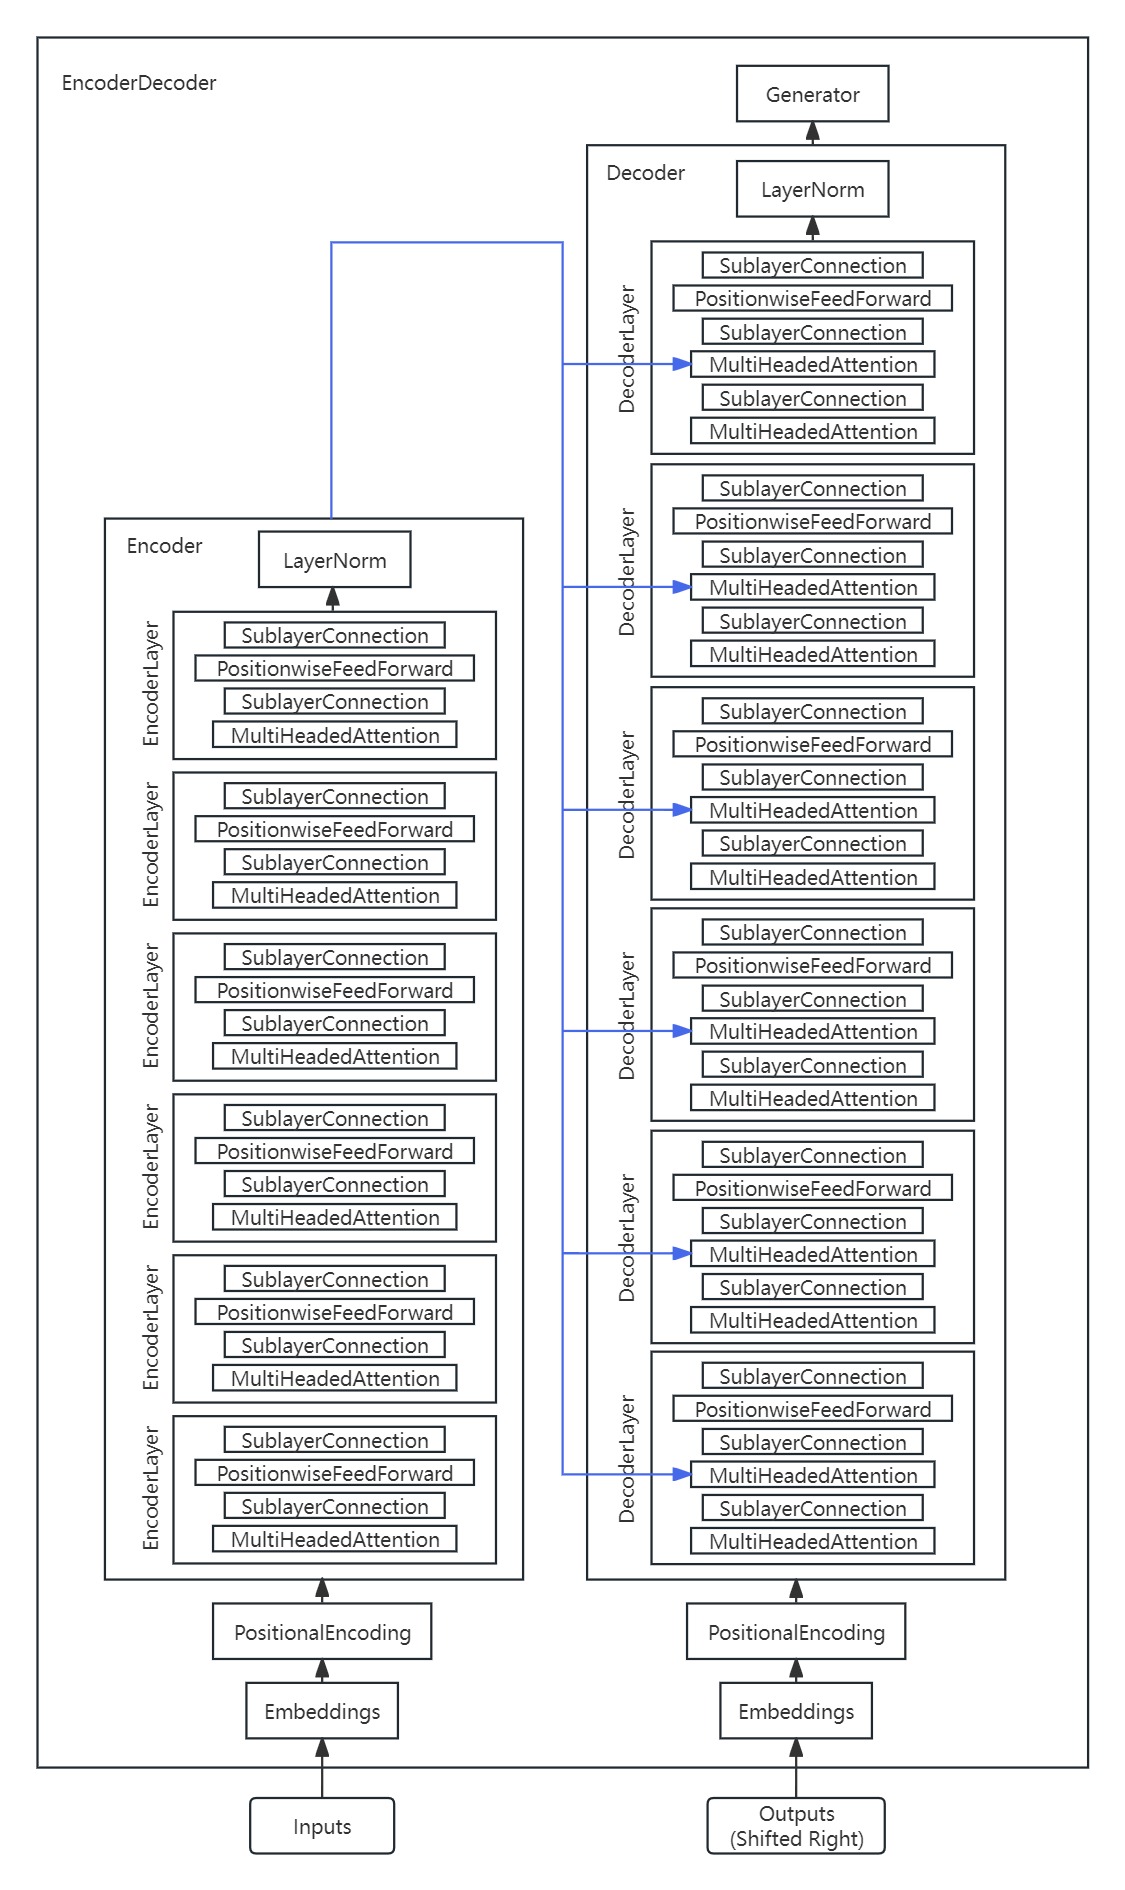 EncoderDecoder
Generator
Decoder
LayerNorm
DecoderLayer
SublayerConnection
PositionwiseFeedForward
SublayerConnection
MultiHeadedAttention
SublayerConnection
MultiHeadedAttention
DecoderLayer
SublayerConnection
PositionwiseFeedForward
SublayerConnection
MultiHeadedAttention
SublayerConnection
MultiHeadedAttention
DecoderLayer
SublayerConnection
PositionwiseFeedForward
SublayerConnection
MultiHeadedAttention
SublayerConnection
MultiHeadedAttention
DecoderLayer
SublayerConnection
PositionwiseFeedForward
SublayerConnection
MultiHeadedAttention
SublayerConnection
MultiHeadedAttention
DecoderLayer
SublayerConnection
PositionwiseFeedForward
SublayerConnection
MultiHeadedAttention
SublayerConnection
MultiHeadedAttention
DecoderLayer
SublayerConnection
PositionwiseFeedForward
SublayerConnection
MultiHeadedAttention
SublayerConnection
MultiHeadedAttention
PositionalEncoding
Embeddings
Outputs
(Shifted Right)
Encoder
LayerNorm
EncoderLayer
SublayerConnection
PositionwiseFeedForward
SublayerConnection
MultiHeadedAttention
EncoderLayer
SublayerConnection
PositionwiseFeedForward
SublayerConnection
MultiHeadedAttention
EncoderLayer
SublayerConnection
PositionwiseFeedForward
SublayerConnection
MultiHeadedAttention
EncoderLayer
SublayerConnection
PositionwiseFeedForward
SublayerConnection
MultiHeadedAttention
EncoderLayer
SublayerConnection
PositionwiseFeedForward
SublayerConnection
MultiHeadedAttention
EncoderLayer
SublayerConnection
PositionwiseFeedForward
SublayerConnection
MultiHeadedAttention
PositionalEncoding
Embeddings
Inputs